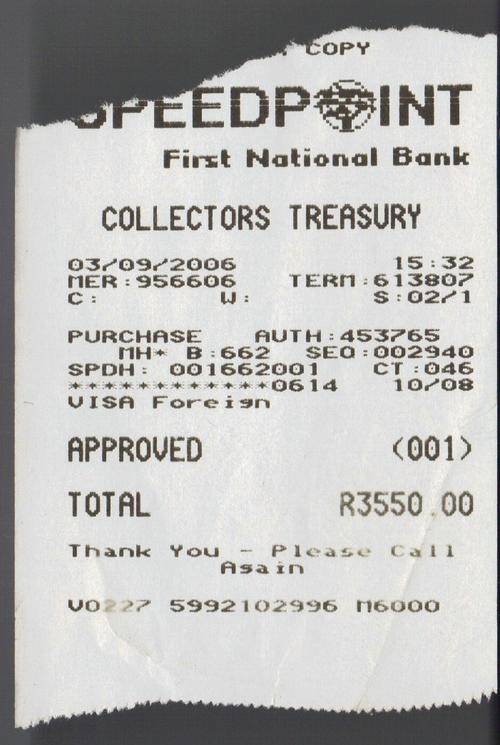 COPY
SPEEDPOINT
First National Bank
COLLECTORS TREASURY
03/09/2006 15:32
MER:956606 TERM:613807
C: W: S:02/1
PURCHASE AUTH:453765
MH* B:662 SEQ:002940
SPDH: 001662001 CT:046
************0614 10/08
VISA Foreign
APPROVED (001)
TOTAL R3550.00
Thank You - Please Call
Again
V0227 5992102996 M6000